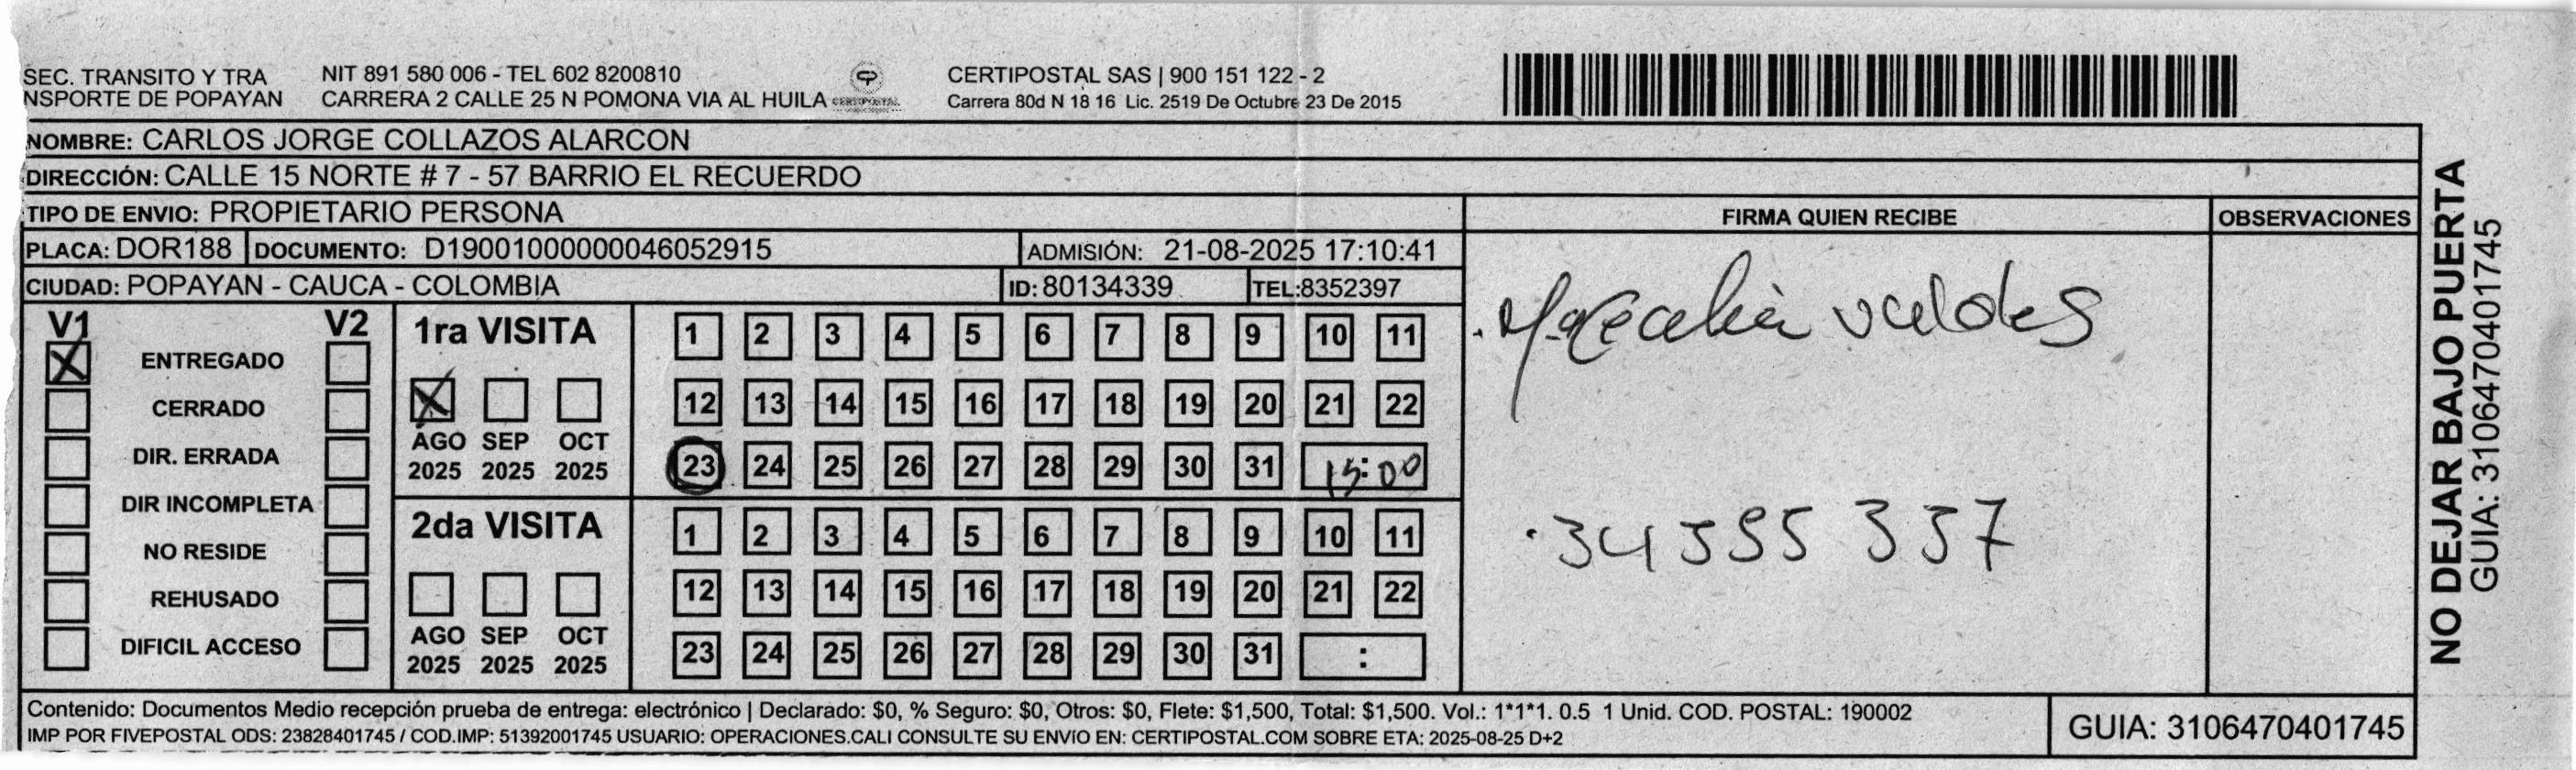 SEC. TRANSITO Y TRA
NSPORTE DE POPAYAN
NIT 891 580 006 - TEL 602 8200810
CARRERA 2 CALLE 25 N POMONA VIA AL HUILA
CERTIPOSTAL
CERTIPOSTAL SAS | 900 151 122 - 2
Carrera 80d N 18 16 Lic. 2519 De Octubre 23 De 2015
NOMBRE: CARLOS JORGE COLLAZOS ALARCON
DIRECCIÓN: CALLE 15 NORTE # 7 - 57 BARRIO EL RECUERDO
TIPO DE ENVIO: PROPIETARIO PERSONA
PLACA: DOR188 DOCUMENTO: D19001000000046052915 ADMISIÓN: 21-08-2025 17:10:41
CIUDAD: POPAYAN - CAUCA - COLOMBIA ID: 80134339 TEL:8352397
V1 V2
ENTREGADO
CERRADO
DIR. ERRADA
DIR INCOMPLETA
NO RESIDE
REHUSADO
DIFICIL ACCESO
1ra VISITA
AGO SEP OCT
2025 2025 2025
1 2 3 4 5 6 7 8 9 10 11
12 13 14 15 16 17 18 19 20 21 22
23 24 25 26 27 28 29 30 31 15:00
2da VISITA
AGO SEP OCT
2025 2025 2025
1 2 3 4 5 6 7 8 9 10 11
12 13 14 15 16 17 18 19 20 21 22
23 24 25 26 27 28 29 30 31 :
FIRMA QUIEN RECIBE
valdes
OBSERVACIONES
NO DEJAR BAJO PUERTA
GUIA: 3106470401745
Contenido: Documentos Medio recepción prueba de entrega: electrónico | Declarado: $0, % Seguro: $0, Otros: $0, Flete: $1,500, Total: $1,500. Vol.: 1*1*1. 0.5 1 Unid. COD. POSTAL: 190002
IMP POR FIVEPOSTAL ODS: 23828401745 / COD.IMP: 51392001745 USUARIO: OPERACIONES.CALI CONSULTE SU ENVIO EN: CERTIPOSTAL.COM SOBRE ETA: 2025-08-25 D+2
GUIA: 3106470401745